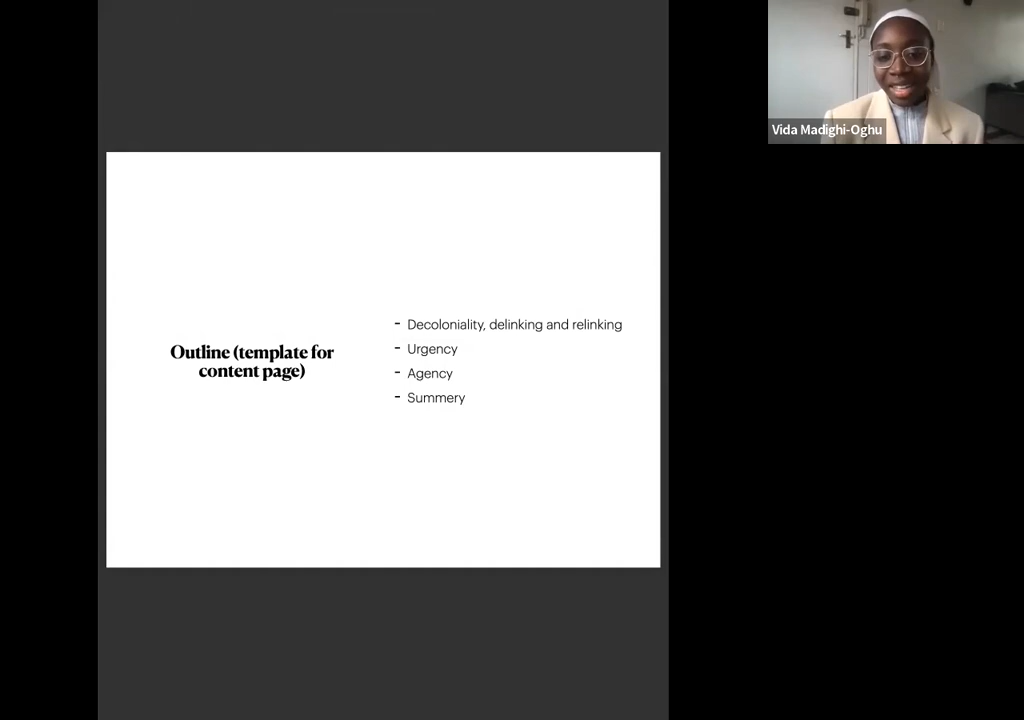 Vida Madighi-Oghu
Outline (template for
content page)
- Decoloniality, delinking and relinking
- Urgency
- Agency
- Summery